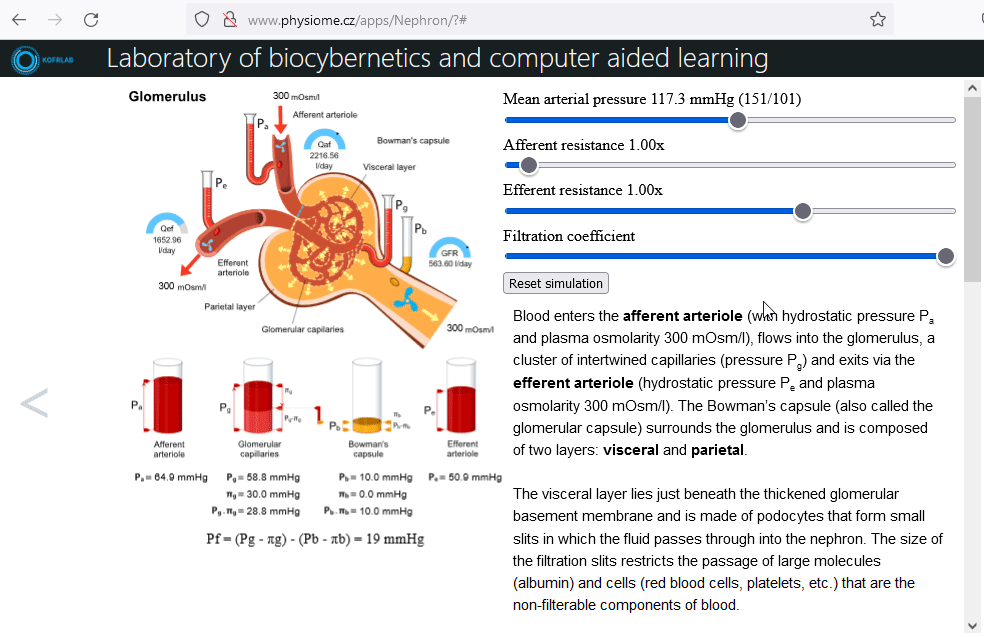 www.physiome.cz/apps/Nephron/?#
KOFRLAB
Laboratory of biocybernetics and computer aided learning
Glomerulus
300 mOsm/l
Afferent arteriole
Pa
Qaf
2216.56
l/day
Bowman's capsule
Visceral layer
Pe
Pg
Pb
Qef
1652.96
l/day
GFR
563.60 l/day
Efferent
arteriole
300 mOsm/l
Parietal layer
Glomerular capilaries
300 mOsm/l
Pa
Pg
πg
Pg-πg
Pb
πb
Pb-πb
Pe
Afferent
arteriole
Glomerular
capillaries
Bowman's
capsule
Efferent
arteriole
Pa= 64.9 mmHg
Pg= 58.8 mmHg
Pb= 10.0 mmHg
Pe= 50.9 mmHg
πg= 30.0 mmHg
πb= 0.0 mmHg
Pg-πg= 28.8 mmHg
Pb-πb= 10.0 mmHg
Pf = (Pg - πg) - (Pb - πb) = 19 mmHg
Mean arterial pressure 117.3 mmHg (151/101)
Afferent resistance 1.00x
Efferent resistance 1.00x
Filtration coefficient
Reset simulation
Blood enters the afferent arteriole (with hydrostatic pressure Pa
and plasma osmolarity 300 mOsm/l), flows into the glomerulus, a
cluster of intertwined capillaries (pressure Pg) and exits via the
efferent arteriole (hydrostatic pressure Pe and plasma
osmolarity 300 mOsm/l). The Bowman's capsule (also called the
glomerular capsule) surrounds the glomerulus and is composed
of two layers: visceral and parietal.
The visceral layer lies just beneath the thickened glomerular
basement membrane and is made of podocytes that form small
slits in which the fluid passes through into the nephron. The size of
the filtration slits restricts the passage of large molecules
(albumin) and cells (red blood cells, platelets, etc.) that are the
non-filterable components of blood.